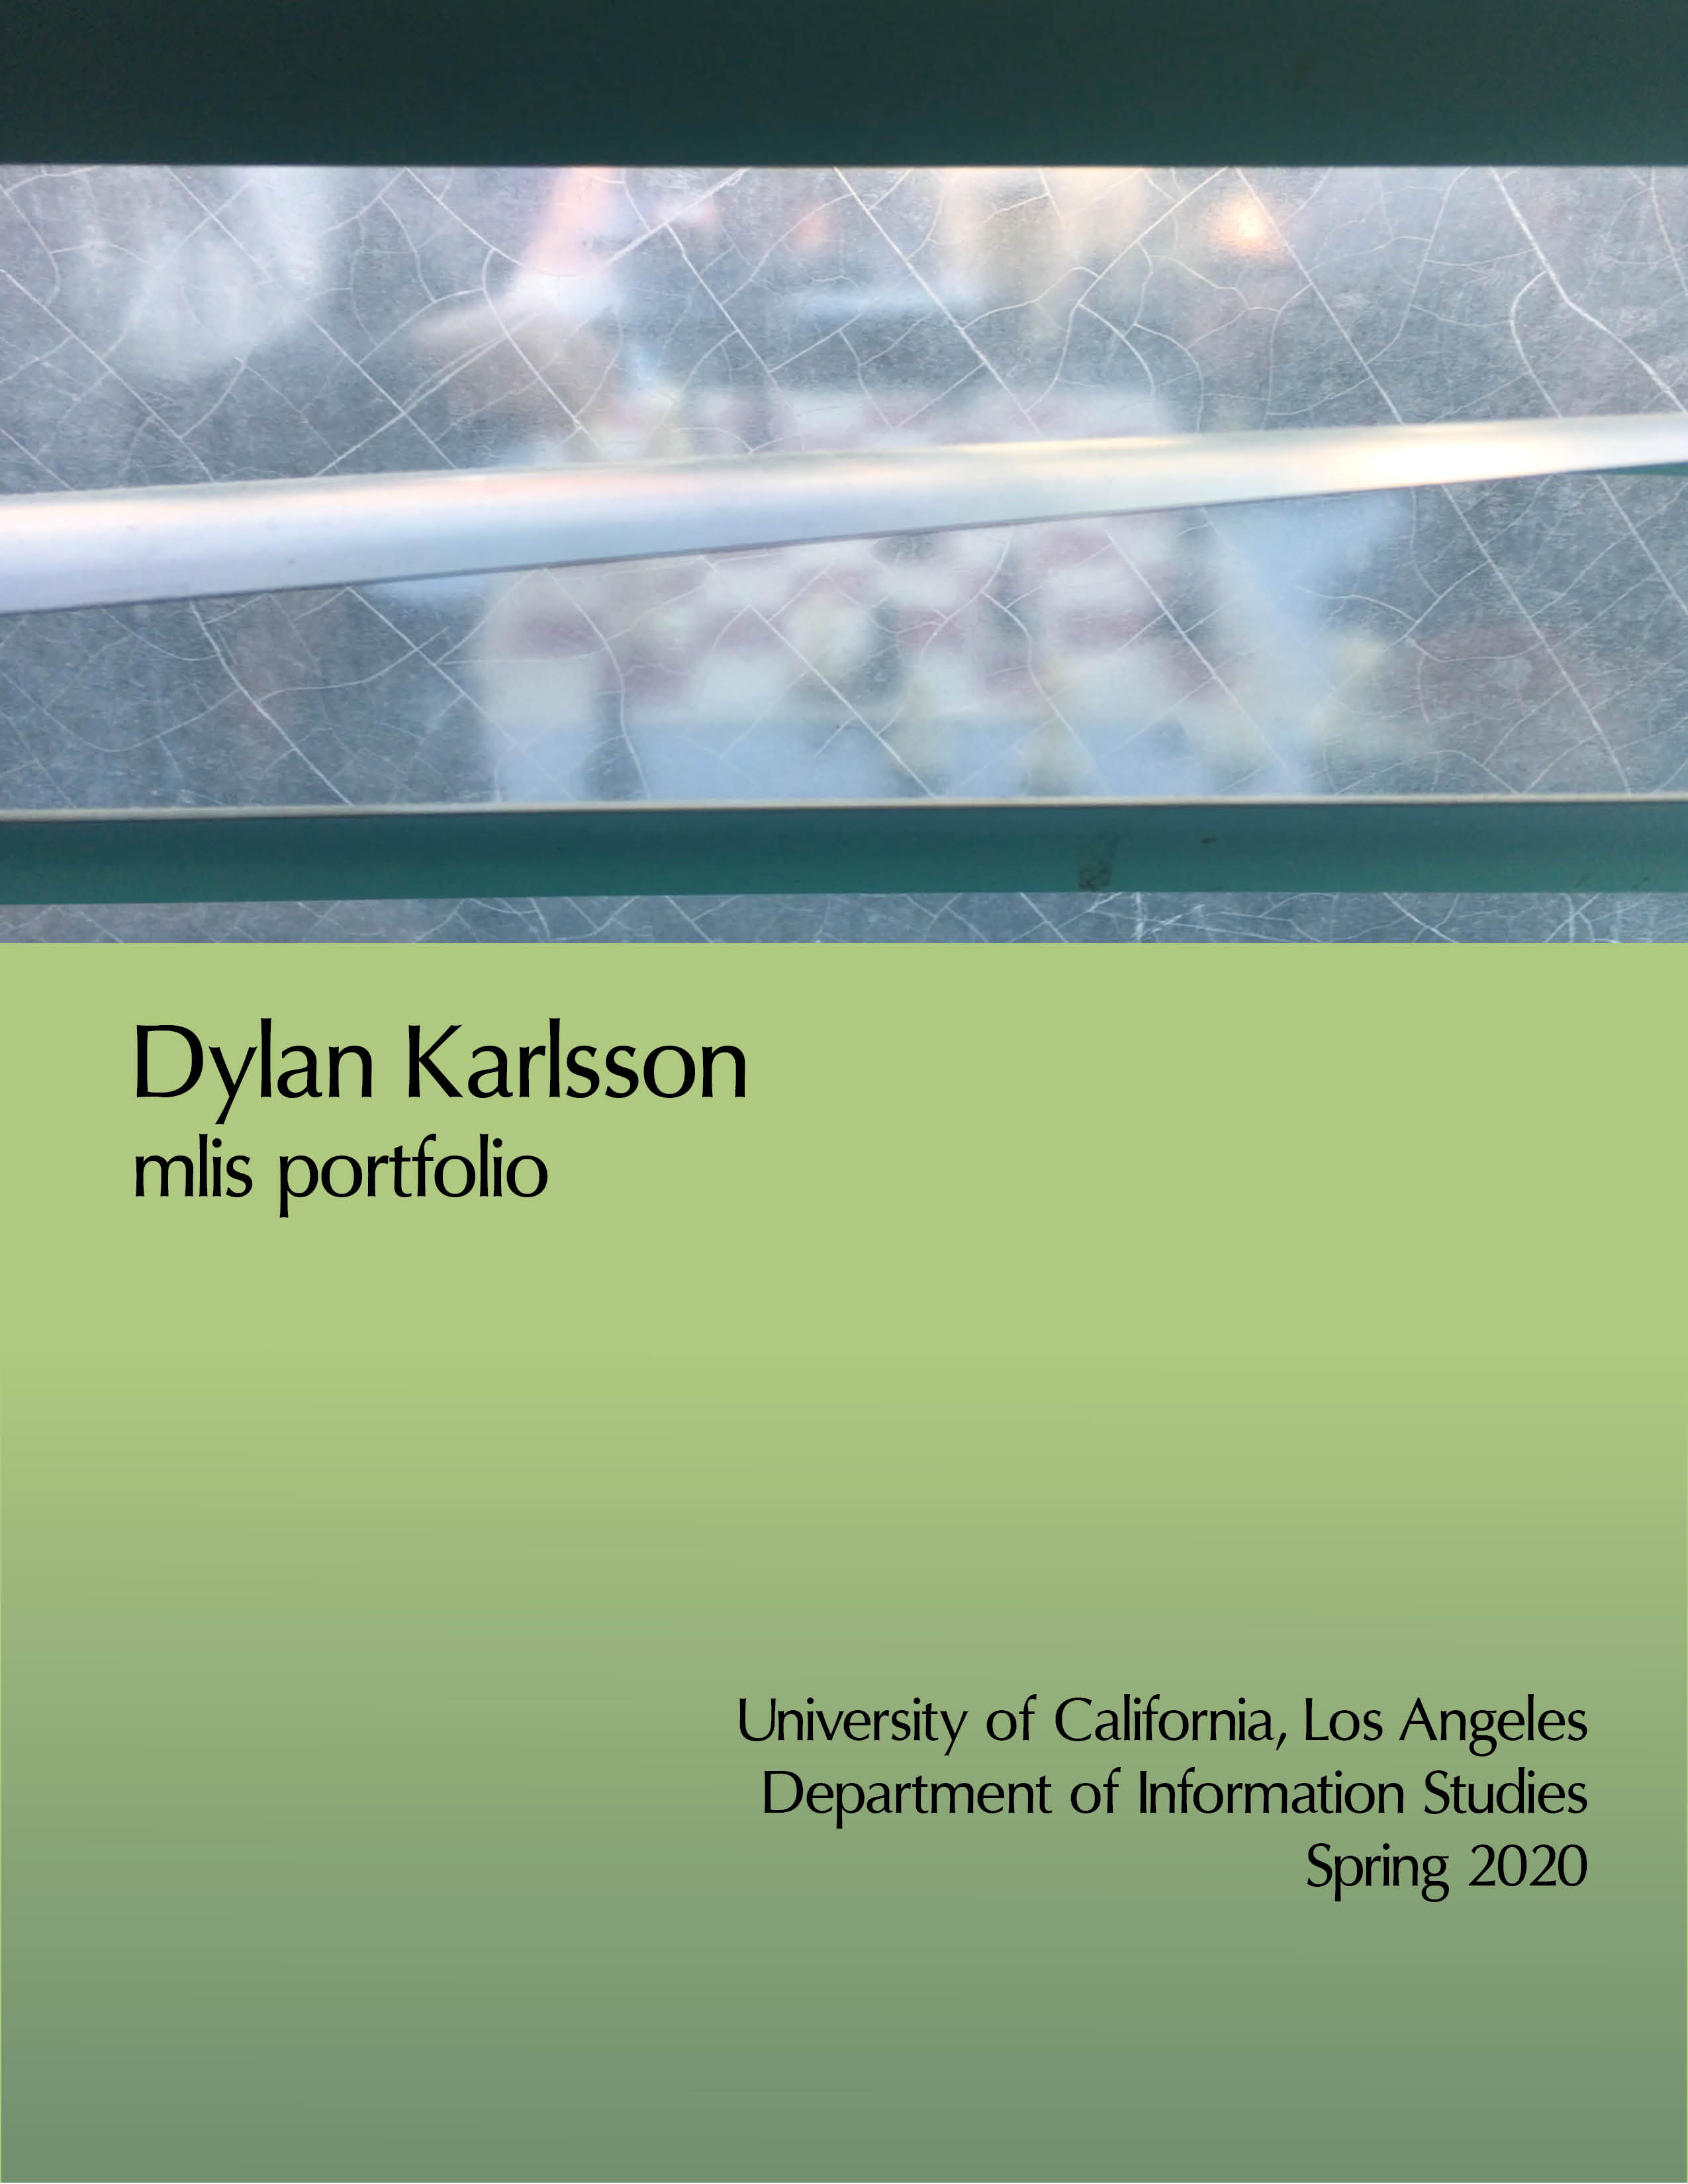 Dylan Karlsson
mlis portfolio
University of California, Los Angeles
Department of Information Studies
Spring 2020